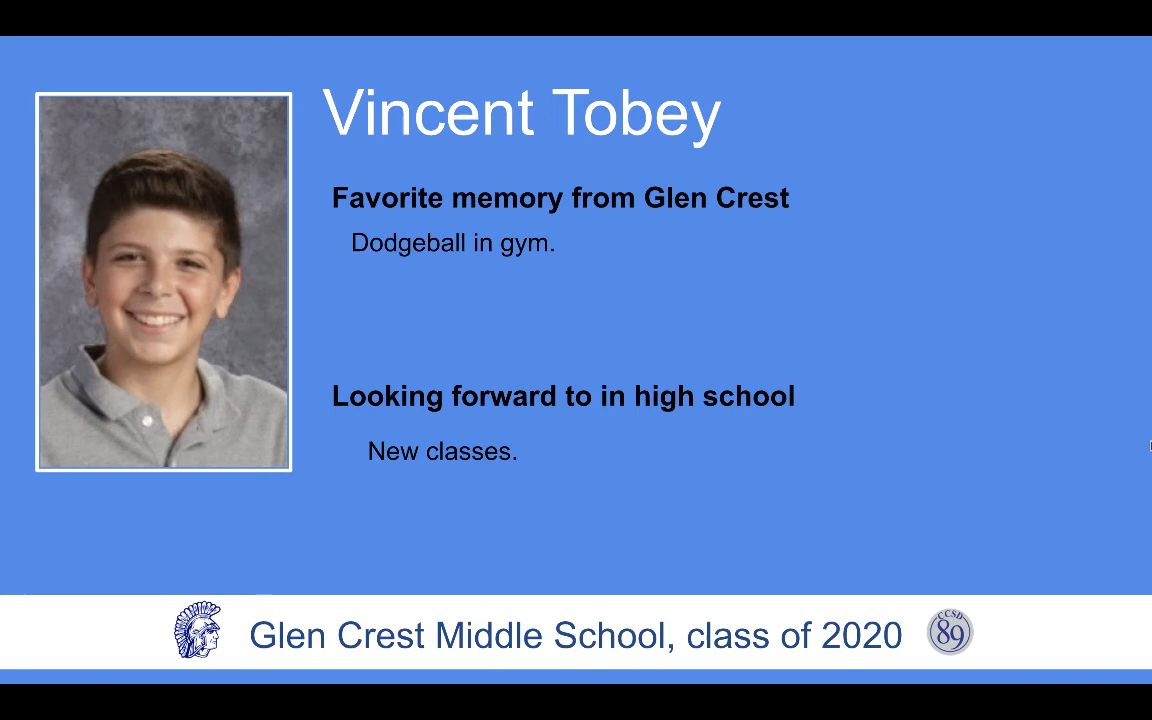 Vincent Tobey
Favorite memory from Glen Crest
Dodgeball in gym.
Looking forward to in high school
New classes.
Glen Crest Middle School, class of 2020
CCSD
89